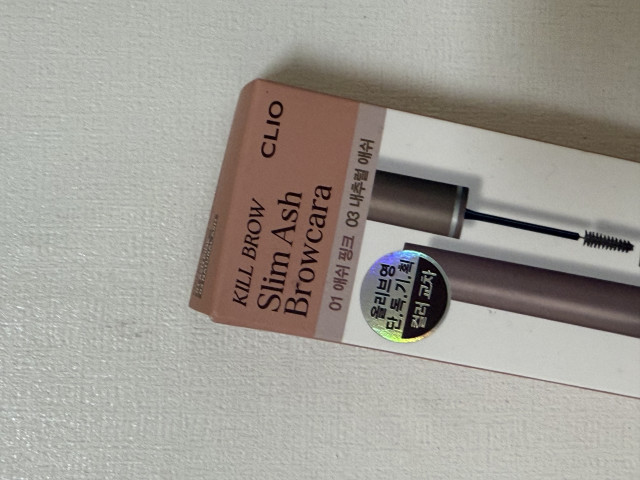 CLIO
KILL BROW
Slim Ash
Browcara
01 애쉬 핑크 03 내추럴 애쉬
올리브영
단.독.기.획
컬러 교차